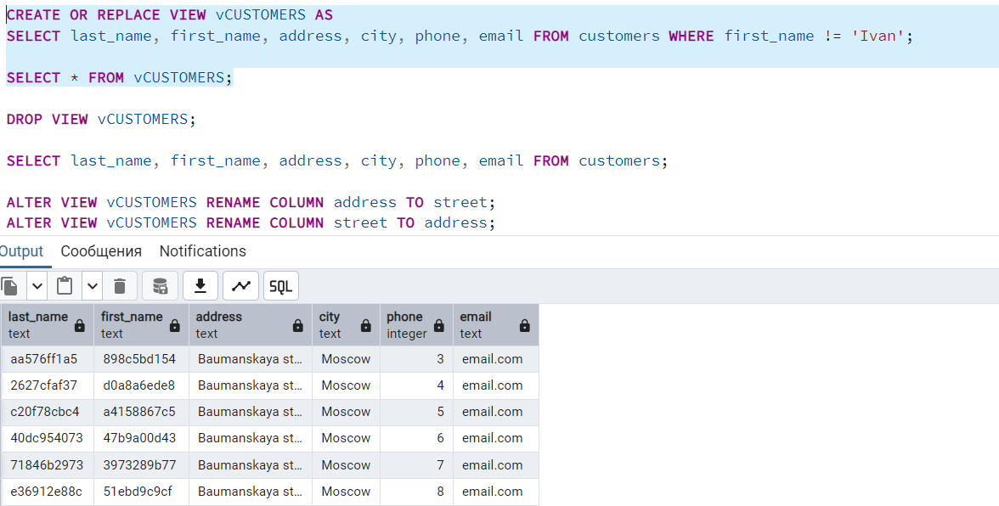 CREATE OR REPLACE VIEW vCUSTOMERS AS
SELECT last_name, first_name, address, city, phone, email FROM customers WHERE first_name != 'Ivan';
SELECT * FROM vCUSTOMERS;
DROP VIEW vCUSTOMERS;
SELECT last_name, first_name, address, city, phone, email FROM customers;
ALTER VIEW vCUSTOMERS RENAME COLUMN address TO street;
ALTER VIEW vCUSTOMERS RENAME COLUMN street TO address;
Output Сообщения Notifications
SQL
last_name first_name address city phone email
text text text text integer text
aa576ff1a5 898c5bd154 Baumanskaya st… Moscow 3 email.com
2627cfaf37 d0a8a6ede8 Baumanskaya st… Moscow 4 email.com
c20f78cbc4 a4158867c5 Baumanskaya st… Moscow 5 email.com
40dc954073 47b9a00d43 Baumanskaya st… Moscow 6 email.com
71846b2973 3973289b77 Baumanskaya st… Moscow 7 email.com
e36912e88c 51ebd9c9cf Baumanskaya st… Moscow 8 email.com